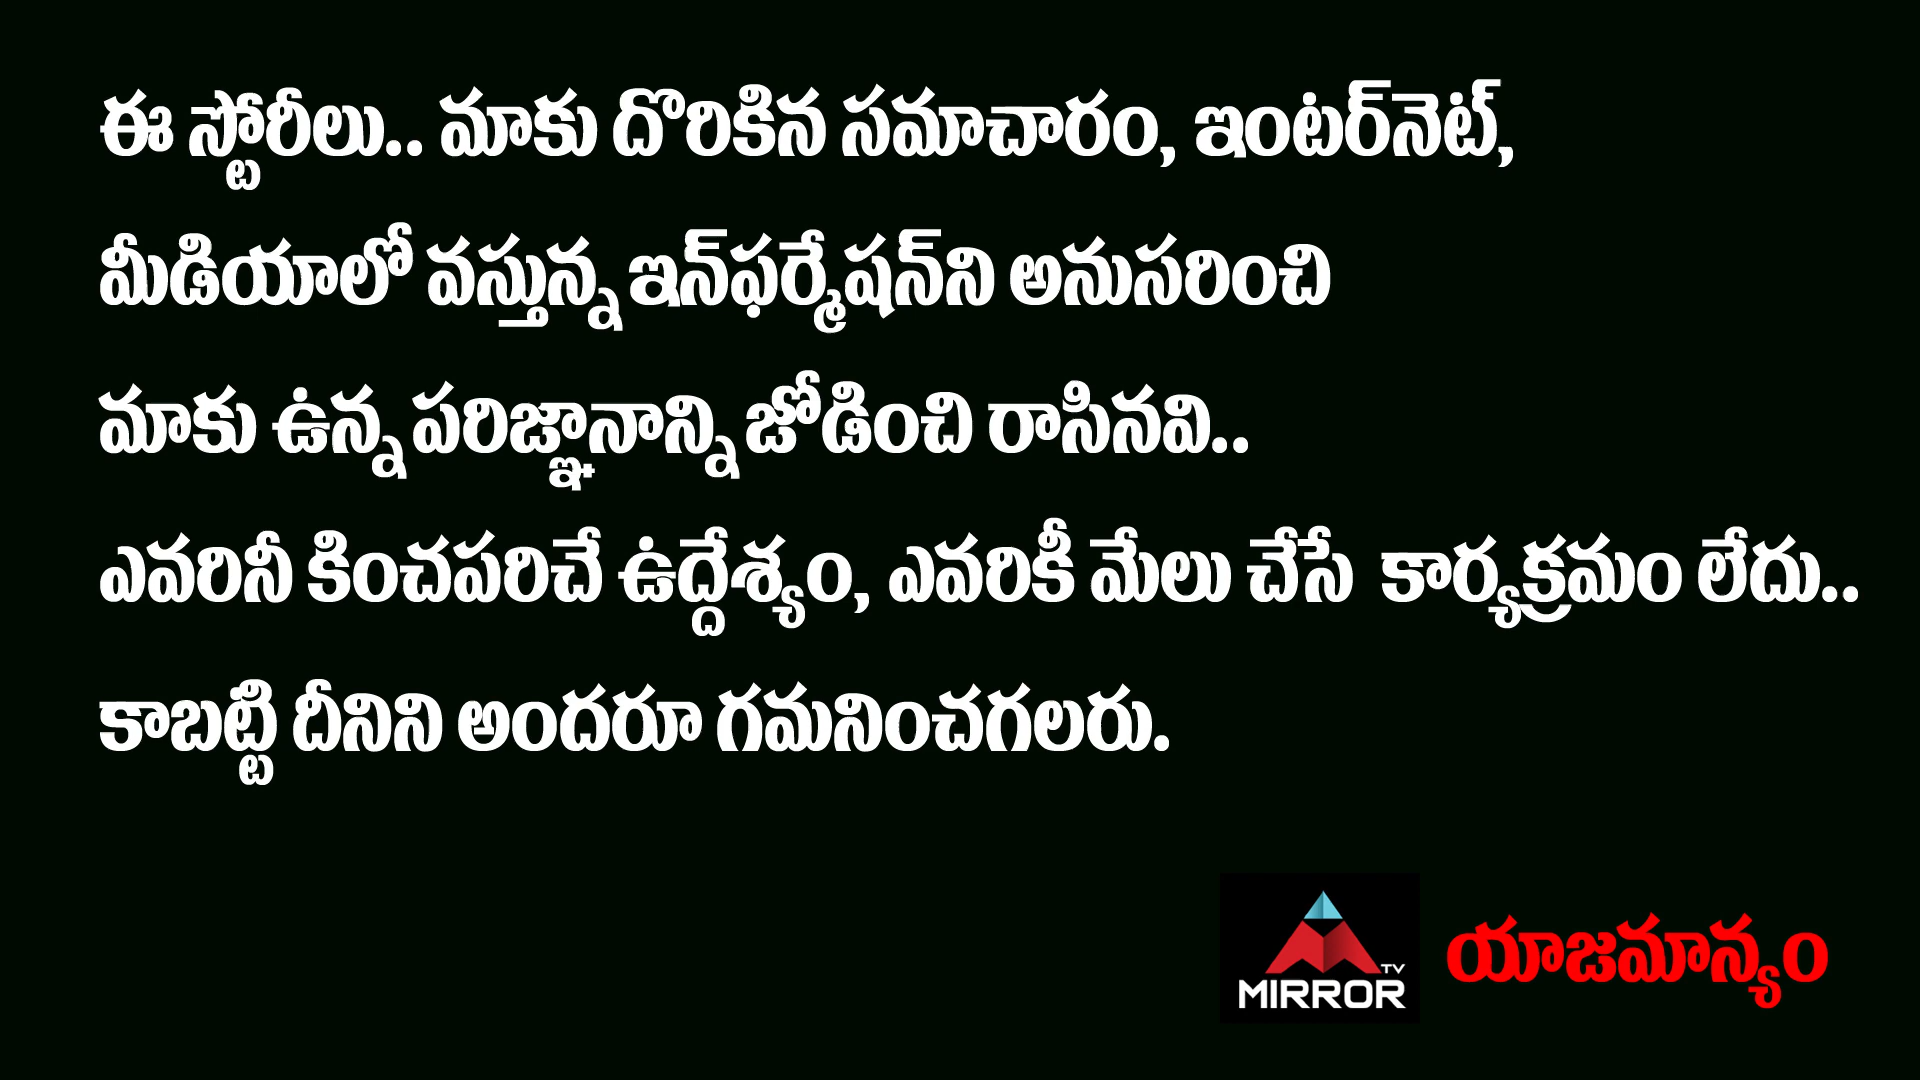 ఈ స్టోరీలు.. మాకు దొరికిన సమాచారం, ఇంటర్‌నెట్,
మీడియాలో వస్తున్న ఇన్‌ఫర్మేషన్‌ని అనుసరించి
మాకు ఉన్న పరిజ్ఞానాన్ని జోడించి రాసినవి..
ఎవరినీ కించపరిచే ఉద్దేశ్యం, ఎవరికీ మేలు చేసే కార్యక్రమం లేదు..
కాబట్టి దీనిని అందరూ గమనించగలరు.
TV
MIRROR
యాజమాన్యం